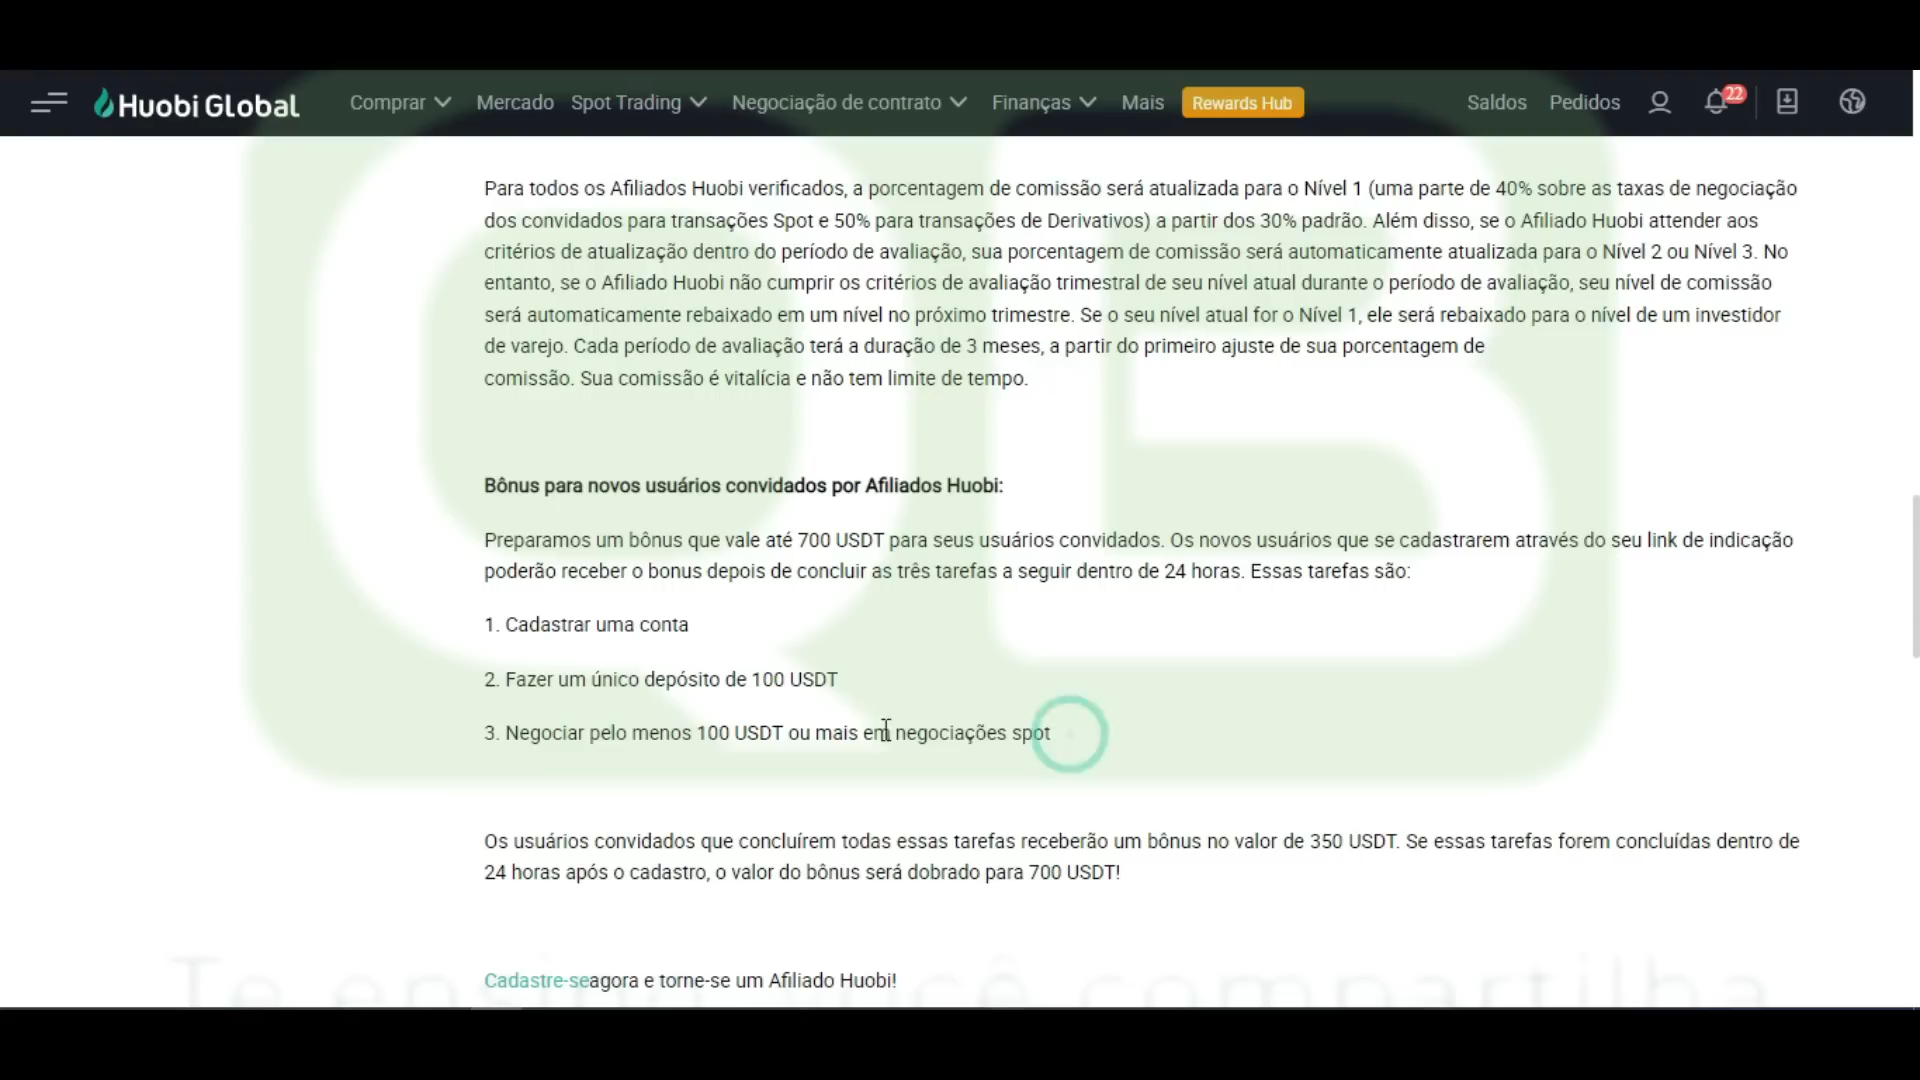 Huobi Global Comprar Mercado Spot Trading Negociação de contrato Finanças Mais Rewards Hub Saldos Pedidos 22
Para todos os Afiliados Huobi verificados, a porcentagem de comissão será atualizada para o Nível 1 (uma parte de 40% sobre as taxas de negociação
dos convidados para transações Spot e 50% para transações de Derivativos) a partir dos 30% padrão. Além disso, se o Afiliado Huobi attender aos
critérios de atualização dentro do período de avaliação, sua porcentagem de comissão será automaticamente atualizada para o Nível 2 ou Nível 3. No
entanto, se o Afiliado Huobi não cumprir os critérios de avaliação trimestral de seu nível atual durante o período de avaliação, seu nível de comissão
será automaticamente rebaixado em um nível no próximo trimestre. Se o seu nível atual for o Nível 1, ele será rebaixado para o nível de um investidor
de varejo. Cada período de avaliação terá a duração de 3 meses, a partir do primeiro ajuste de sua porcentagem de
comissão. Sua comissão é vitalícia e não tem limite de tempo.
Bônus para novos usuários convidados por Afiliados Huobi:
Preparamos um bônus que vale até 700 USDT para seus usuários convidados. Os novos usuários que se cadastrarem através do seu link de indicação
poderão receber o bonus depois de concluir as três tarefas a seguir dentro de 24 horas. Essas tarefas são:
1. Cadastrar uma conta
2. Fazer um único depósito de 100 USDT
3. Negociar pelo menos 100 USDT ou mais em negociações spot
Os usuários convidados que concluírem todas essas tarefas receberão um bônus no valor de 350 USDT. Se essas tarefas forem concluídas dentro de
24 horas após o cadastro, o valor do bônus será dobrado para 700 USDT!
Cadastre-seagora e torne-se um Afiliado Huobi!
Te ensina você compartilha